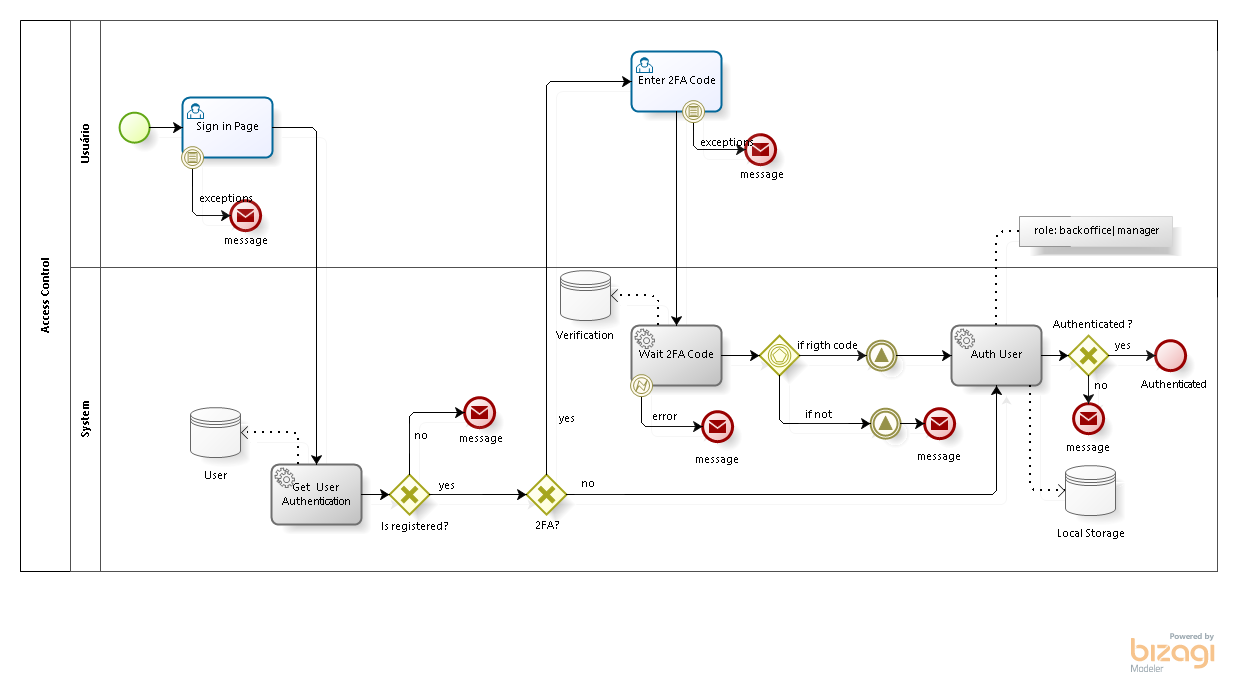 Access Control
Usuário
Sign in Page
exceptions
message
Enter 2FA Code
exceptions
message
role: backoffice| manager
System
User
Get User
Authentication
Is registered?
no
message
yes
2FA?
yes
no
Verification
Wait 2FA Code
error
message
if rigth code
if not
message
Auth User
Authenticated ?
yes
Authenticated
no
message
Local Storage
Powered by
bizagi
Modeler